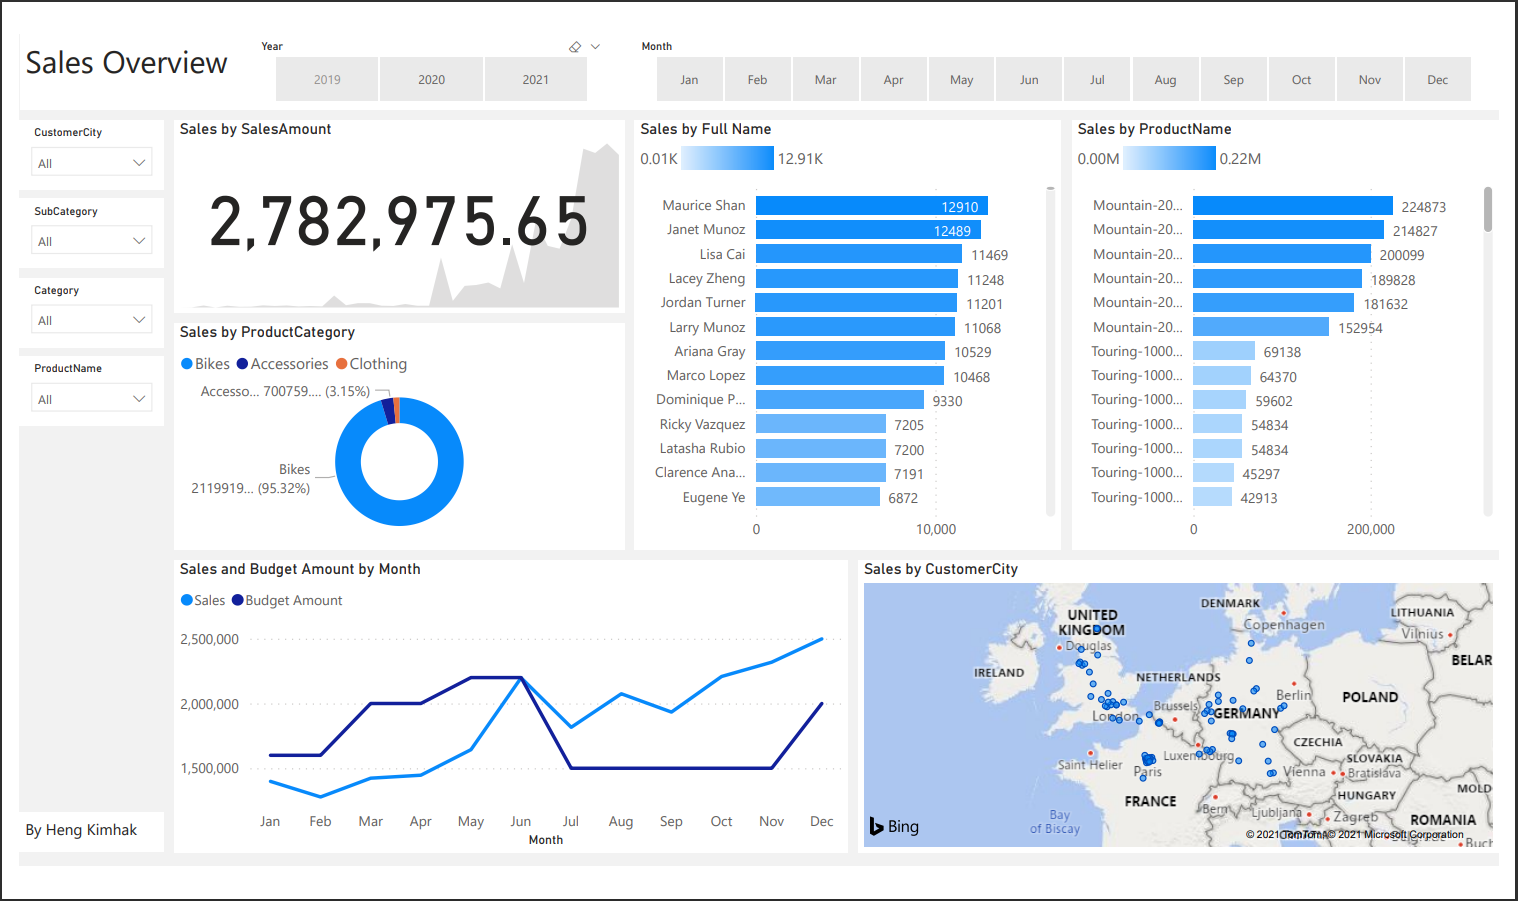 Sales Overview
Year
2019 2020 2021
Month
Jan Feb Mar Apr May Jun Jul Aug Sep Oct Nov Dec
CustomerCity
All
SubCategory
All
Category
All
ProductName
All
By Heng Kimhak
Sales by SalesAmount
2,782,975.65
Sales by ProductCategory
Bikes Accessories Clothing
Accesso... 700759.... (3.15%)
Bikes
2119919... (95.32%)
Sales by Full Name
0.01K 12.91K
Maurice Shan 12910
Janet Munoz 12489
Lisa Cai 11469
Lacey Zheng 11248
Jordan Turner 11201
Larry Munoz 11068
Ariana Gray 10529
Marco Lopez 10468
Dominique P... 9330
Ricky Vazquez 7205
Latasha Rubio 7200
Clarence Ana... 7191
Eugene Ye 6872
0 10,000
Sales by ProductName
0.00M 0.22M
Mountain-20... 224873
Mountain-20... 214827
Mountain-20... 200099
Mountain-20... 189828
Mountain-20... 181632
Mountain-20... 152954
Touring-1000... 69138
Touring-1000... 64370
Touring-1000... 59602
Touring-1000... 54834
Touring-1000... 54834
Touring-1000... 45297
Touring-1000... 42913
0 200,000
Sales and Budget Amount by Month
Sales Budget Amount
2,500,000
2,000,000
1,500,000
Jan Feb Mar Apr May Jun Jul Aug Sep Oct Nov Dec
Month
Sales by CustomerCity
DENMARK
LITHUANIA
UNITED
KINGDOM
Copenhagen
Vilnius
Douglas
BELAR
IRELAND
NETHERLANDS
Berlin
POLAND
Brussels
London
GERMANY
CZECHIA
Luxembourg
SLOVAKIA
Saint Helier
Paris
Vienna
Bratislava
MOLD
HUNGARY
FRANCE
Bern
Ljubljana
Zagreb
ROMANIA
Bay
of Biscay
Bing
© 2021 TomTom © 2021 Microsoft Corporation
Buch